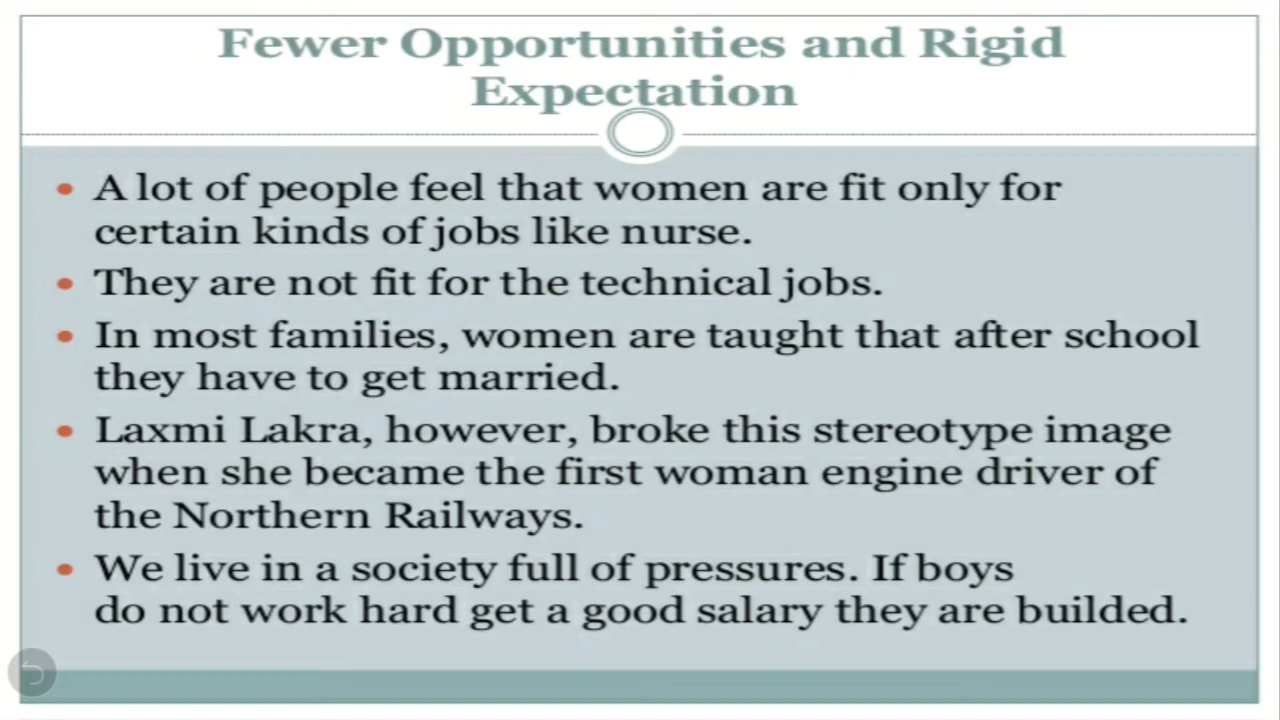 Fewer Opportunities and Rigid
Expectation
• A lot of people feel that women are fit only for
certain kinds of jobs like nurse.
• They are not fit for the technical jobs.
• In most families, women are taught that after school
they have to get married.
• Laxmi Lakra, however, broke this stereotype image
when she became the first woman engine driver of
the Northern Railways.
• We live in a society full of pressures. If boys
do not work hard get a good salary they are builded.